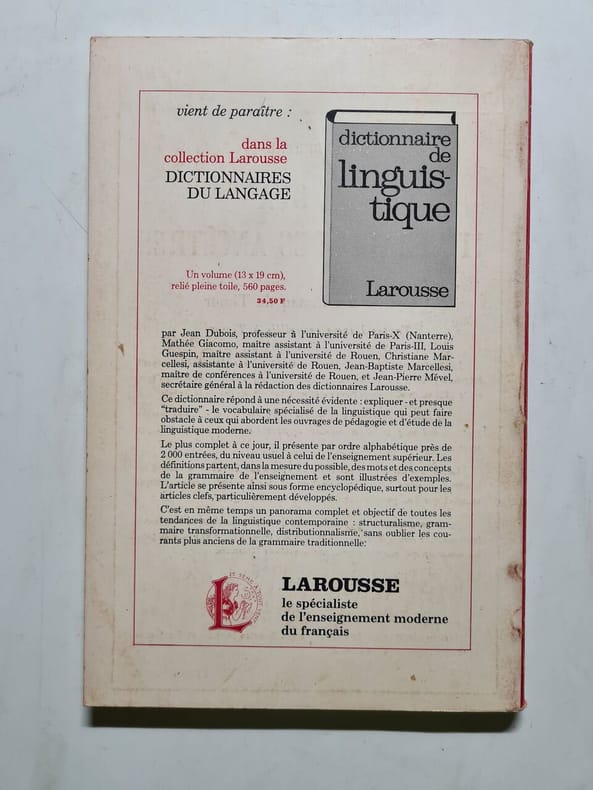 vient de paraître :
dans la
collection Larousse
DICTIONNAIRES
DU LANGAGE
Un volume (13 x 19 cm),
relié pleine toile, 560 pages.
34,50 F
dictionnaire
de
linguis-
tique
Larousse
par Jean Dubois, professeur à l'université de Paris-X (Nanterre),
Mathée Giacomo, maître assistant à l'université de Paris-III, Louis
Guespin, maître assistant à l'université de Rouen, Christiane Mar-
cellesi, assistante à l'université de Rouen, Jean-Baptiste Marcellesi,
maître de conférences à l'université de Rouen, et Jean-Pierre Mével,
secrétaire général à la rédaction des dictionnaires Larousse.
Ce dictionnaire répond à une nécessité évidente : expliquer - et presque
"traduire" - le vocabulaire spécialisé de la linguistique qui peut faire
obstacle à ceux qui abordent les ouvrages de pédagogie et d'étude de la
linguistique moderne.
Le plus complet à ce jour, il présente par ordre alphabétique près de
2 000 entrées, du niveau usuel à celui de l'enseignement supérieur. Les
définitions partent, dans la mesure du possible, des mots et des concepts
de la grammaire de l'enseignement et sont illustrées d'exemples.
L'article se présente ainsi sous forme encyclopédique, surtout pour les
articles clefs, particulièrement développés.
C'est en même temps un panorama complet et objectif de toutes les
tendances de la linguistique contemporaine : structuralisme, gram-
maire transformationnelle, distributionnalisme, sans oublier les cou-
rants plus anciens de la grammaire traditionnelle.
LAROUSSE
le spécialiste
de l'enseignement moderne
du français